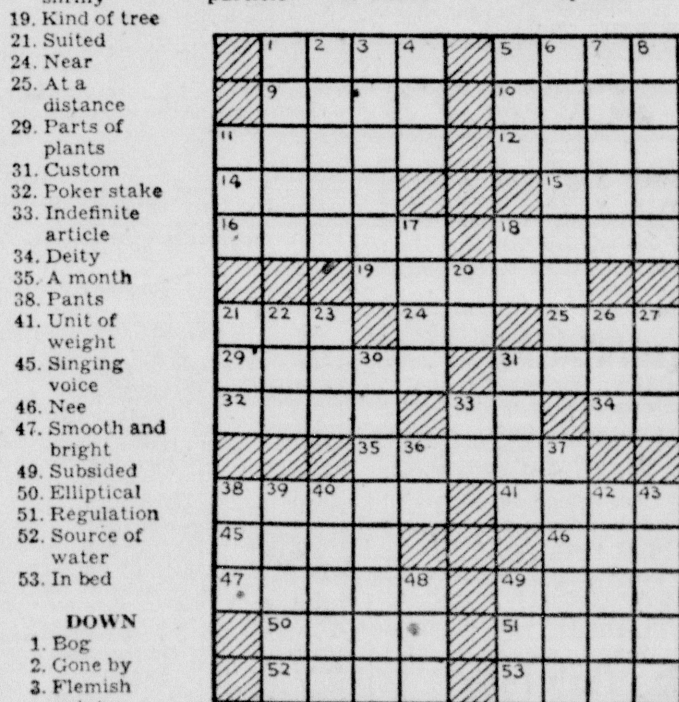 shrilly
19. Kind of tree
21. Suited
24. Near
25. At a
distance
29. Parts of
plants
31. Custom
32. Poker stake
33. Indefinite
article
34. Deity
35. A month
38. Pants
41. Unit of
weight
45. Singing
voice
46. Nee
47. Smooth and
bright
49. Subsided
50. Elliptical
51. Regulation
52. Source of
water
53. In bed
DOWN
1. Bog
2. Gone by
3. Flemish
1 2 3 4 5 6 7 8
9 10
11 12
14 15
16 17 18
19 20
21 22 23 24 25 26 27
29 30 31
32 33 34
35 36 37
38 39 40 41 42 43
45 46
47 48 49
50 51
52 53